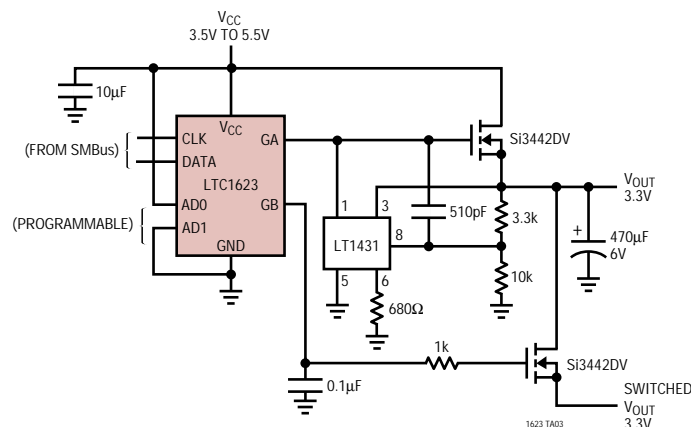 VCC
3.5V TO 5.5V
10µF
(FROM SMBus)
(PROGRAMMABLE)
VCC
CLK
DATA
LTC1623
AD0
AD1
GND
GA
GB
Si3442DV
1
3
8
5
6
LT1431
510pF
3.3k
10k
680Ω
VOUT
3.3V
+
470µF
6V
1k
0.1µF
Si3442DV
SWITCHED
VOUT
3.3V
1623 TA03